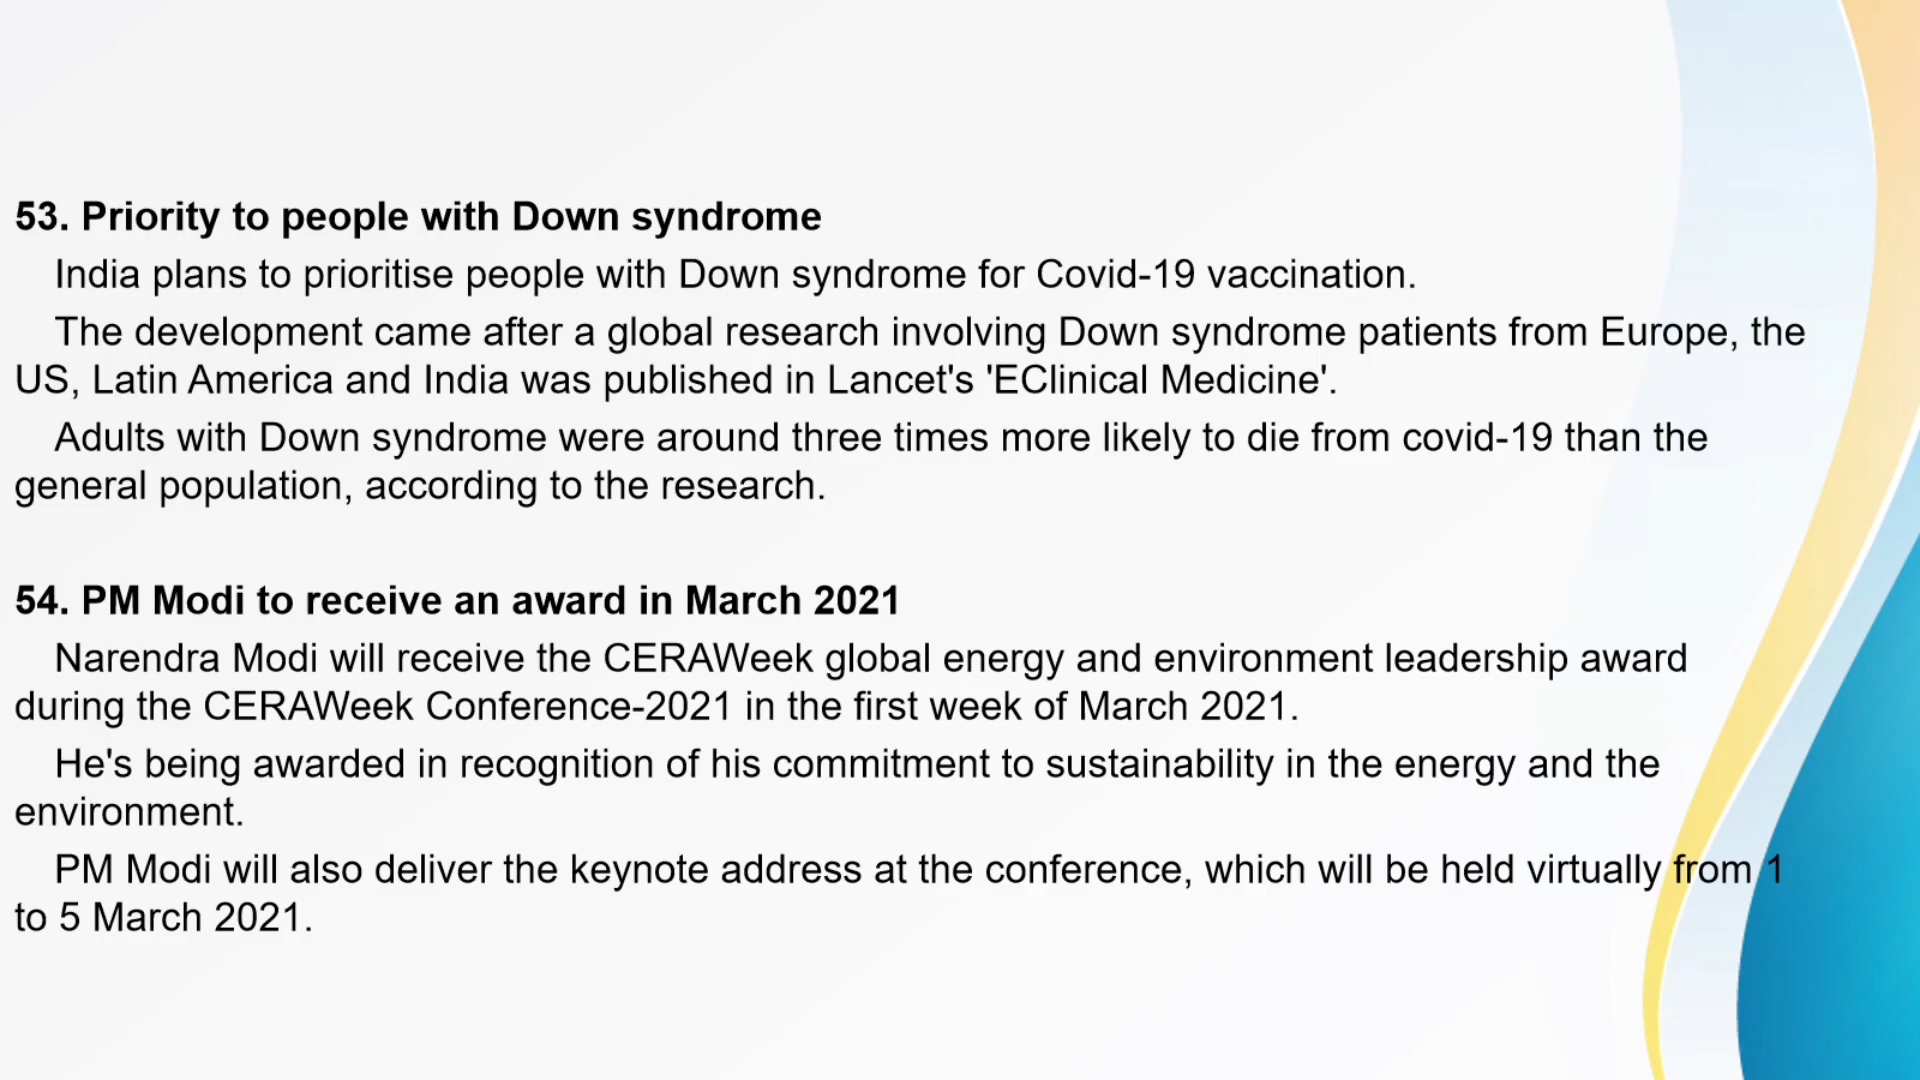 53. Priority to people with Down syndrome
India plans to prioritise people with Down syndrome for Covid-19 vaccination.
The development came after a global research involving Down syndrome patients from Europe, the
US, Latin America and India was published in Lancet's 'EClinical Medicine'.
Adults with Down syndrome were around three times more likely to die from covid-19 than the
general population, according to the research.
54. PM Modi to receive an award in March 2021
Narendra Modi will receive the CERAWeek global energy and environment leadership award
during the CERAWeek Conference-2021 in the first week of March 2021.
He's being awarded in recognition of his commitment to sustainability in the energy and the
environment.
PM Modi will also deliver the keynote address at the conference, which will be held virtually from 1
to 5 March 2021.